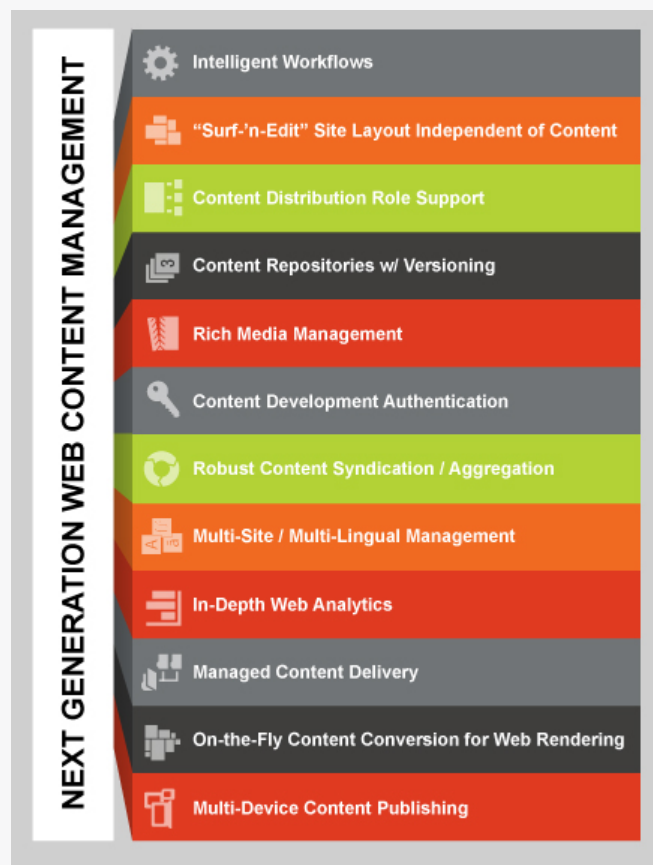 NEXT GENERATION WEB CONTENT MANAGEMENT
Intelligent Workflows
“Surf-’n-Edit” Site Layout Independent of Content
Content Distribution Role Support
3
Content Repositories w/ Versioning
Rich Media Management
Content Development Authentication
Robust Content Syndication / Aggregation
Multi-Site / Multi-Lingual Management
In-Depth Web Analytics
Managed Content Delivery
On-the-Fly Content Conversion for Web Rendering
Multi-Device Content Publishing